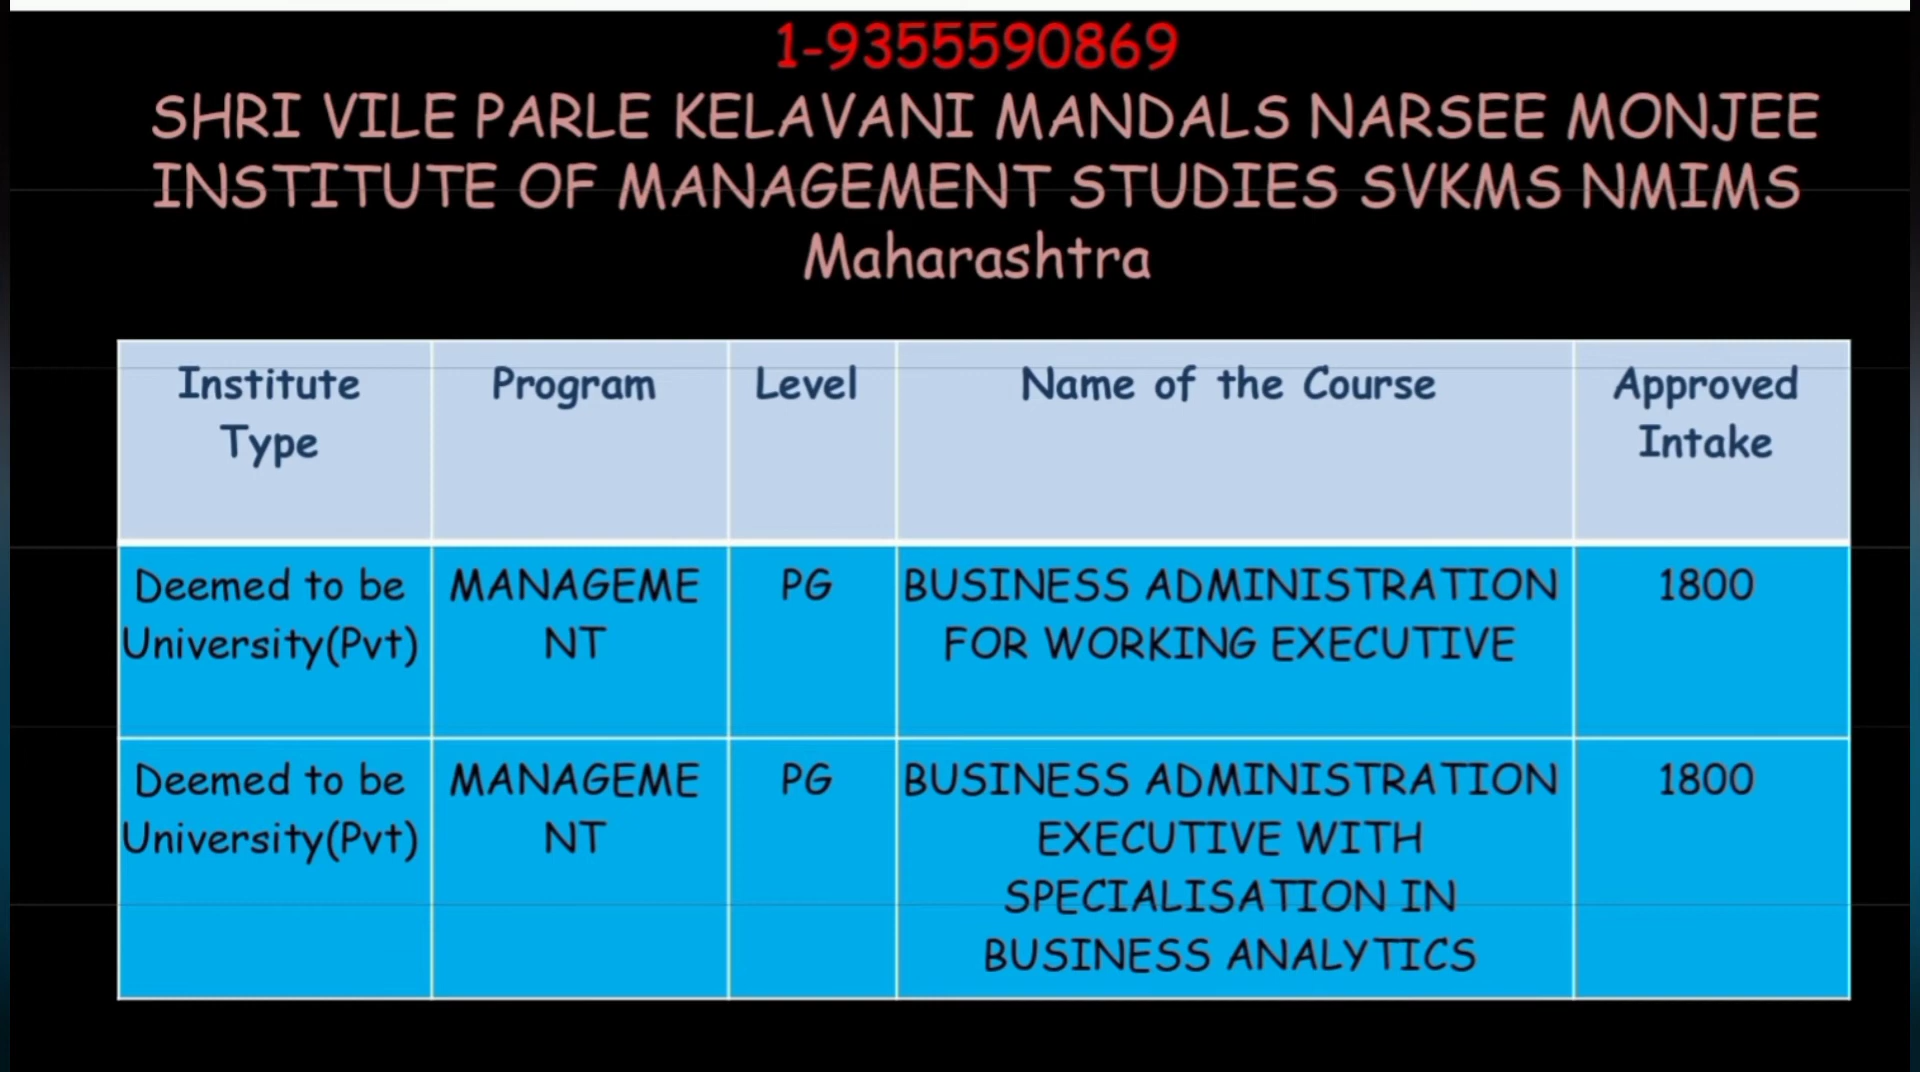 1-9355590869
SHRI VILE PARLE KELAVANI MANDALS NARSEE MONJEE
INSTITUTE OF MANAGEMENT STUDIES SVKMS NMIMS
Maharashtra
Institute
Type
Program
Level
Name of the Course
Approved
Intake
Deemed to be
University(Pvt)
MANAGEME
NT
PG
BUSINESS ADMINISTRATION
FOR WORKING EXECUTIVE
1800
Deemed to be
University(Pvt)
MANAGEME
NT
PG
BUSINESS ADMINISTRATION
EXECUTIVE WITH
SPECIALISATION IN
BUSINESS ANALYTICS
1800